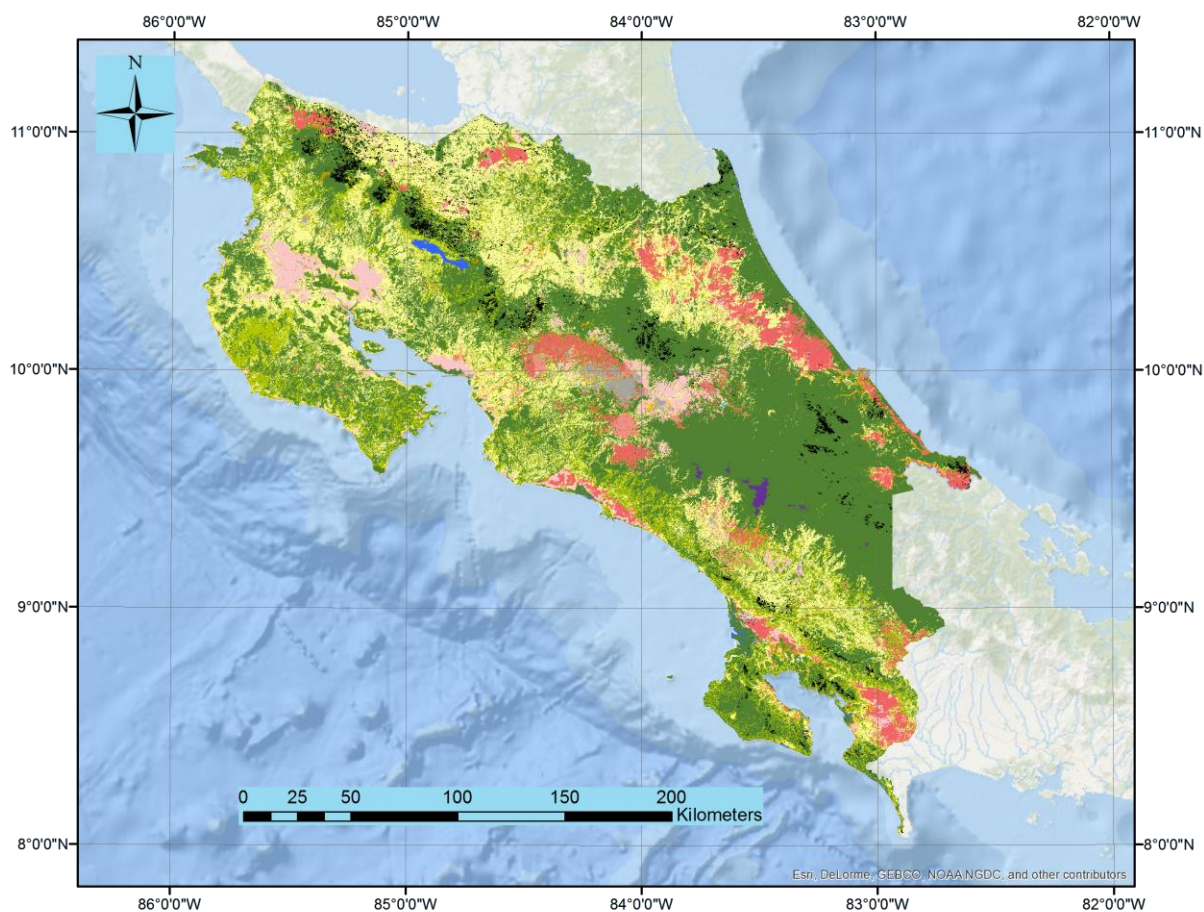 86°0'0"W 85°0'0"W 84°0'0"W 83°0'0"W 82°0'0"W
N
11°0'0"N 11°0'0"N
10°0'0"N 10°0'0"N
9°0'0"N 9°0'0"N
0 25 50 100 150 200
Kilometers
8°0'0"N 8°0'0"N
Esri, DeLorme, GEBCO, NOAA NGDC, and other contributors
86°0'0"W 85°0'0"W 84°0'0"W 83°0'0"W 82°0'0"W